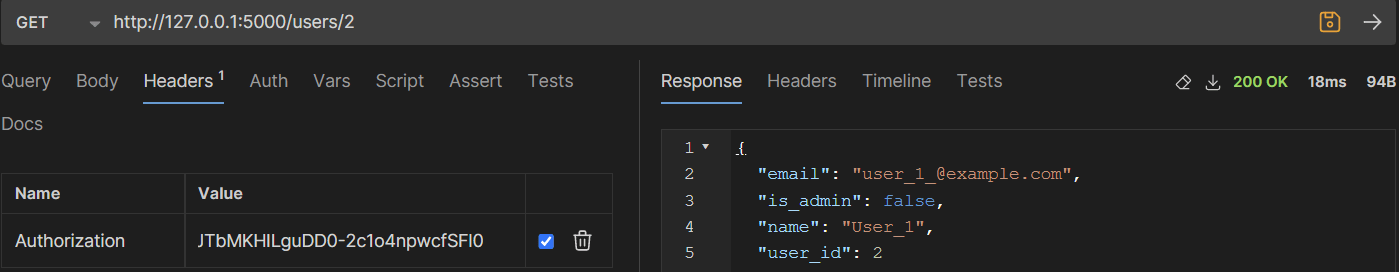 GET http://127.0.0.1:5000/users/2
Query Body Headers 1 Auth Vars Script Assert Tests
Docs
Name Value
Authorization JTbMKHILguDD0-2c1o4npwcfSFl0
Response Headers Timeline Tests 200 OK 18ms 94B
1 {
2 "email": "user_1_@example.com",
3 "is_admin": false,
4 "name": "User_1",
5 "user_id": 2